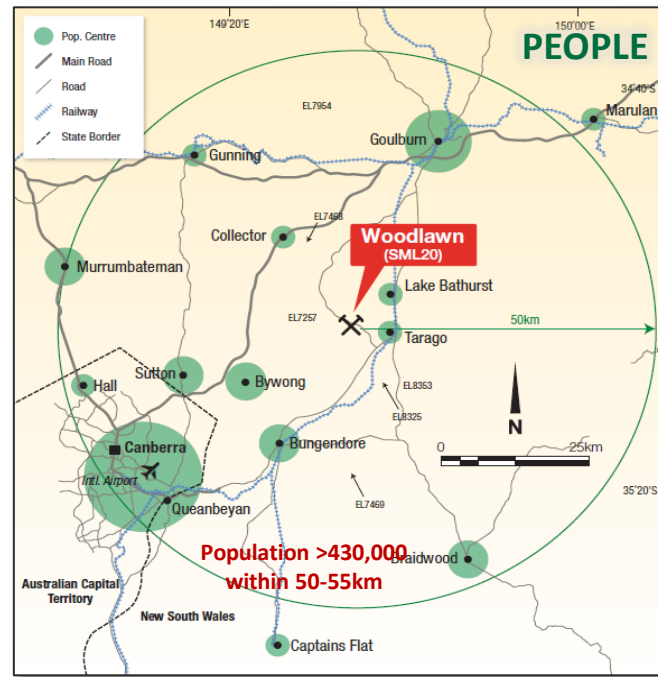 149°20'E
150°00'E
PEOPLE
Pop. Centre
Main Road
Road
Railway
State Border
34°40'S
EL7954
Marulan
Goulburn
Gunning
EL7468
Collector
Woodlawn
(SML20)
Murrumbateman
Lake Bathurst
EL7257
50km
Tarago
Sutton
Hall
Bywong
EL8353
EL8325
N
Bungendore
Canberra
0 25km
Intl. Airport
35°20'S
EL7469
Queanbeyan
Population >430,000
within 50-55km
Braidwood
Australian Capital
Territory
New South Wales
Captains Flat